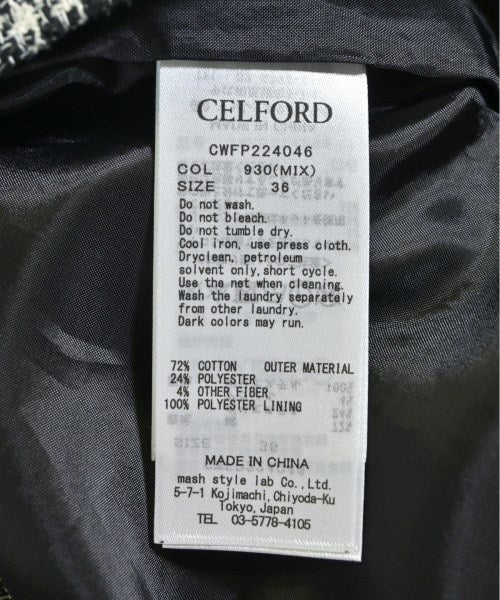 CELFORD
CWFP224046
COL 930(MIX)
SIZE 36
Do not wash.
Do not bleach.
Do not tumble dry.
Cool iron, use press cloth.
Dryclean, petroleum
solvent only, short cycle.
Use the net when cleaning.
Wash the laundry separately
from other laundry.
Dark colors may run.
72% COTTON OUTER MATERIAL
24% POLYESTER
4% OTHER FIBER
100% POLYESTER LINING
MADE IN CHINA
mash style lab Co.,Ltd.
5-7-1 Kojimachi,Chiyoda-Ku
Tokyo,Japan
TEL 03-5778-4105